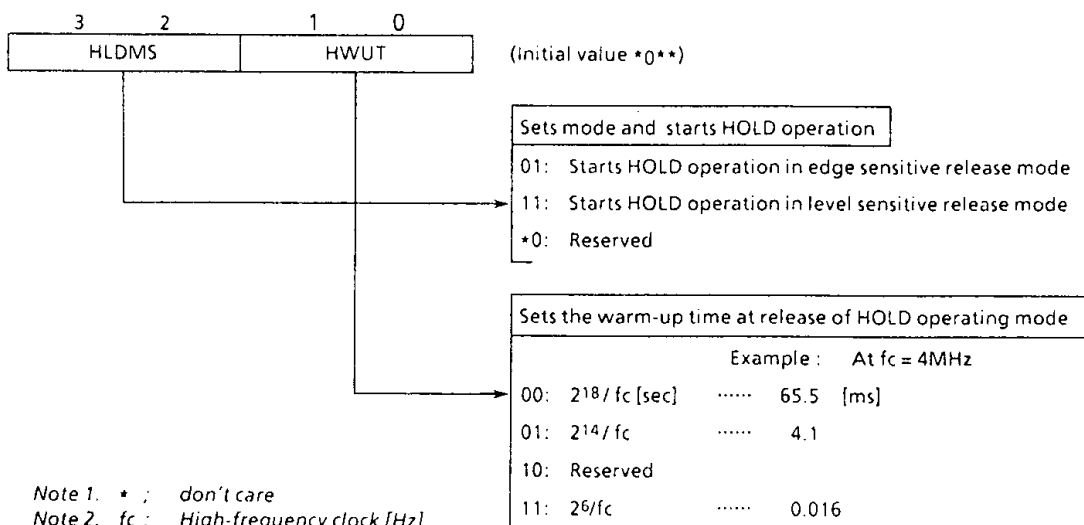 3 2 1 0
HLDMS HWUT (Initial value *0**)
Sets mode and starts HOLD operation
01: Starts HOLD operation in edge sensitive release mode
11: Starts HOLD operation in level sensitive release mode
*0: Reserved
Sets the warm-up time at release of HOLD operating mode
Example : At fc = 4MHz
00: 2¹⁸/ fc [sec] ······ 65.5 [ms]
01: 2¹⁴/ fc ······ 4.1
10: Reserved
11: 2⁶/fc ······ 0.016
Note 1. * ; don't care
Note 2. fc ; High-frequency clock [Hz]